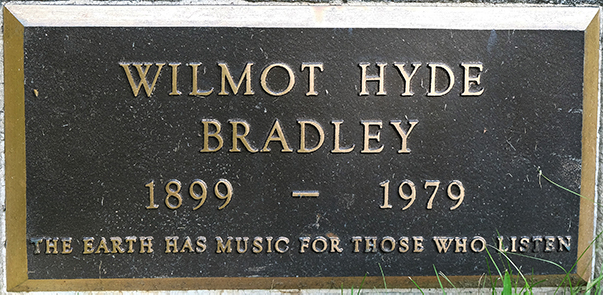 WILMOT HYDE
BRADLEY
1899 – 1979
THE EARTH HAS MUSIC FOR THOSE WHO LISTEN